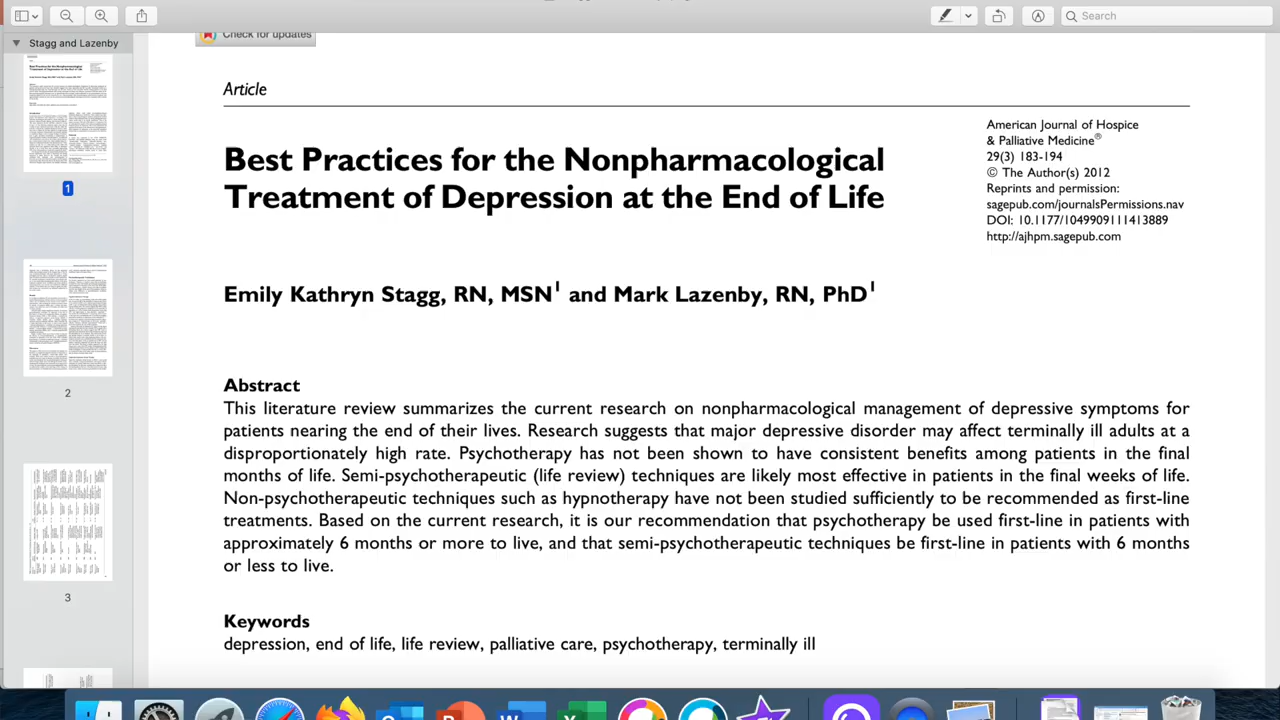 Search
Stagg and Lazenby
Check for updates
Article
Best Practices for the Nonpharmacological
Treatment of Depression at the End of Life
American Journal of Hospice
& Palliative Medicine®
29(3) 183-194
© The Author(s) 2012
Reprints and permission:
sagepub.com/journalsPermissions.nav
DOI: 10.1177/1049909111413889
http://ajhpm.sagepub.com
Emily Kathryn Stagg, RN, MSN¹ and Mark Lazenby, RN, PhD¹
Abstract
This literature review summarizes the current research on nonpharmacological management of depressive symptoms for
patients nearing the end of their lives. Research suggests that major depressive disorder may affect terminally ill adults at a
disproportionately high rate. Psychotherapy has not been shown to have consistent benefits among patients in the final
months of life. Semi-psychotherapeutic (life review) techniques are likely most effective in patients in the final weeks of life.
Non-psychotherapeutic techniques such as hypnotherapy have not been studied sufficiently to be recommended as first-line
treatments. Based on the current research, it is our recommendation that psychotherapy be used first-line in patients with
approximately 6 months or more to live, and that semi-psychotherapeutic techniques be first-line in patients with 6 months
or less to live.
Keywords
depression, end of life, life review, palliative care, psychotherapy, terminally ill
1
2
3